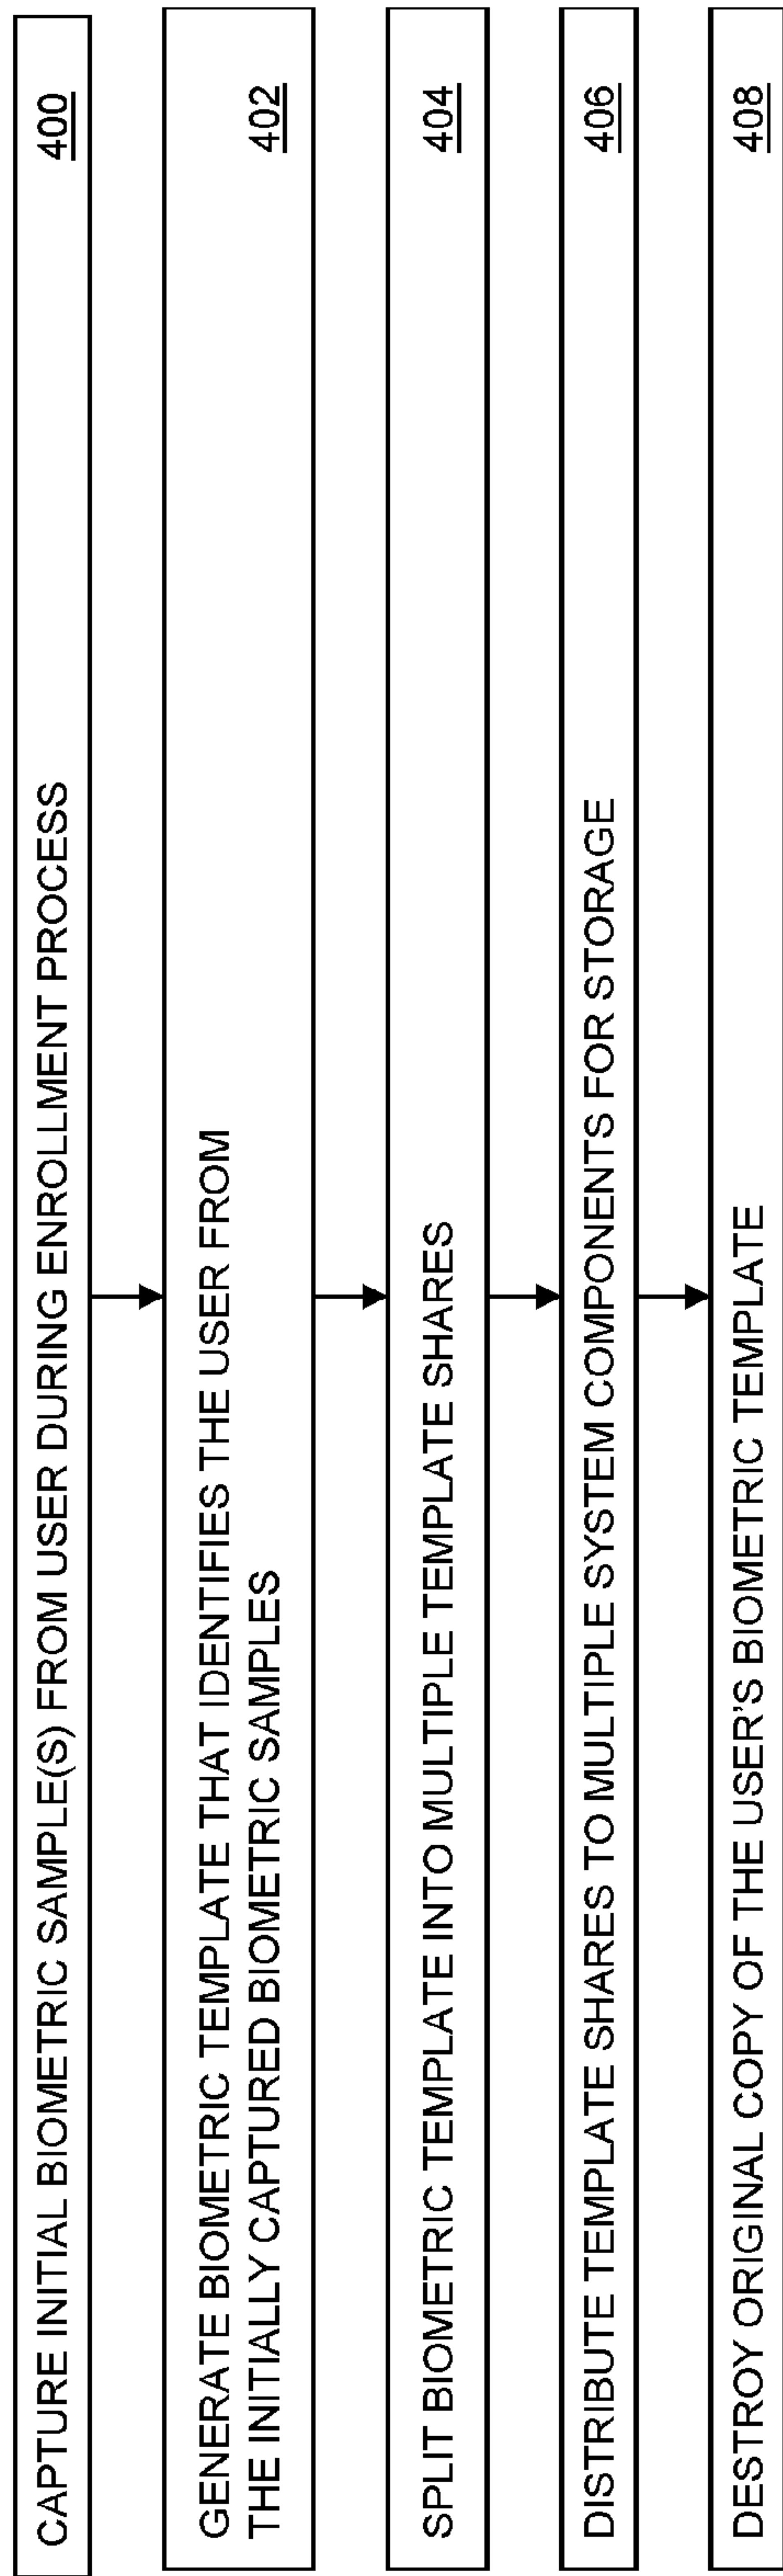 CAPTURE INITIAL BIOMETRIC SAMPLE(S) FROM USER DURING ENROLLMENT PROCESS 400
GENERATE BIOMETRIC TEMPLATE THAT IDENTIFIES THE USER FROM 402
THE INITIALLY CAPTURED BIOMETRIC SAMPLES
SPLIT BIOMETRIC TEMPLATE INTO MULTIPLE TEMPLATE SHARES 404
DISTRIBUTE TEMPLATE SHARES TO MULTIPLE SYSTEM COMPONENTS FOR STORAGE 406
DESTROY ORIGINAL COPY OF THE USER'S BIOMETRIC TEMPLATE 408